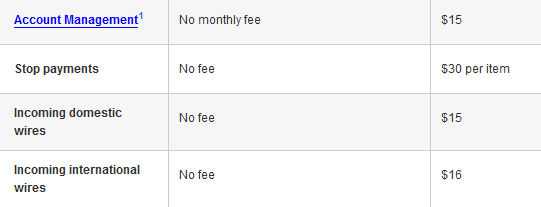 Account Management1 No monthly fee $15
Stop payments No fee $30 per item
Incoming domestic
wires No fee $15
Incoming international
wires No fee $16